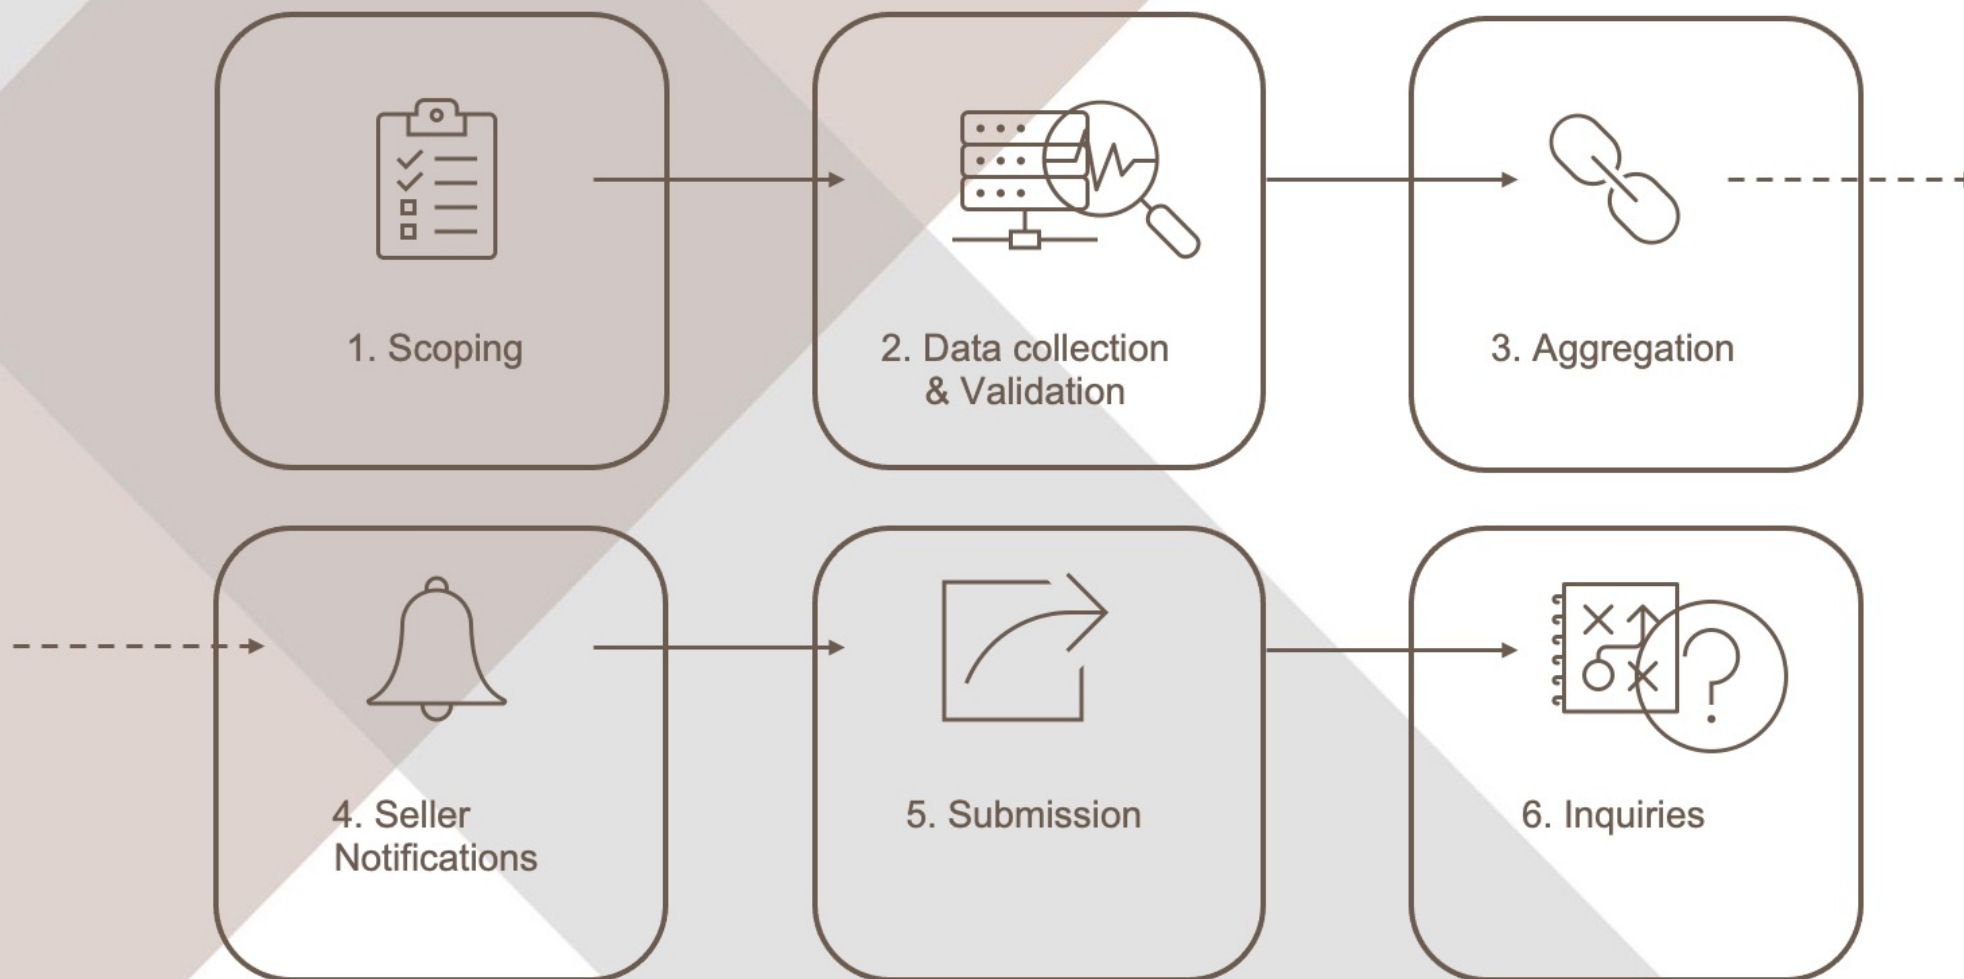 1. Scoping
2. Data collection
& Validation
3. Aggregation
4. Seller
Notifications
5. Submission
6. Inquiries